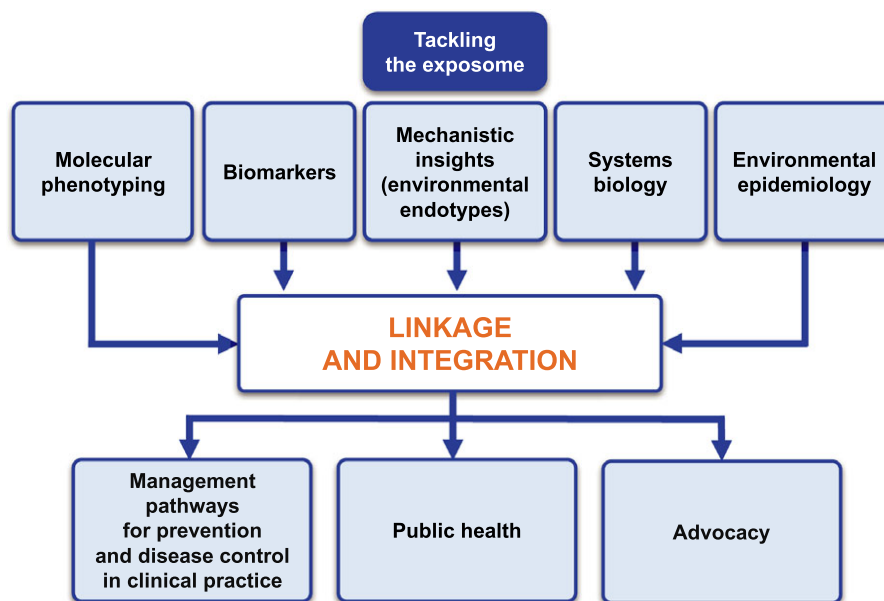 Tackling
the exposome
Molecular
phenotyping
Biomarkers
Mechanistic
insights
(environmental
endotypes)
Systems
biology
Environmental
epidemiology
LINKAGE
AND INTEGRATION
Management
pathways
for prevention
and disease control
in clinical practice
Public health
Advocacy